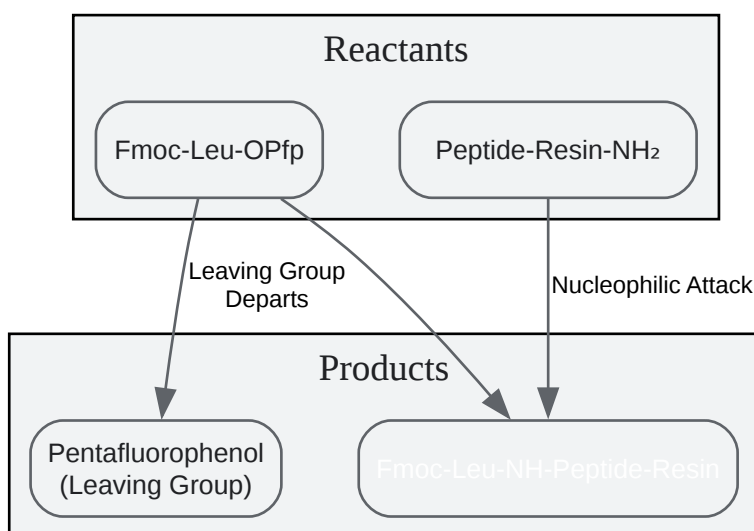 Reactants
Fmoc-Leu-OPfp
Peptide-Resin-NH₂
Leaving Group
Departs
Nucleophilic Attack
Products
Pentafluorophenol
(Leaving Group)
Fmoc-Leu-NH-Peptide-Resin